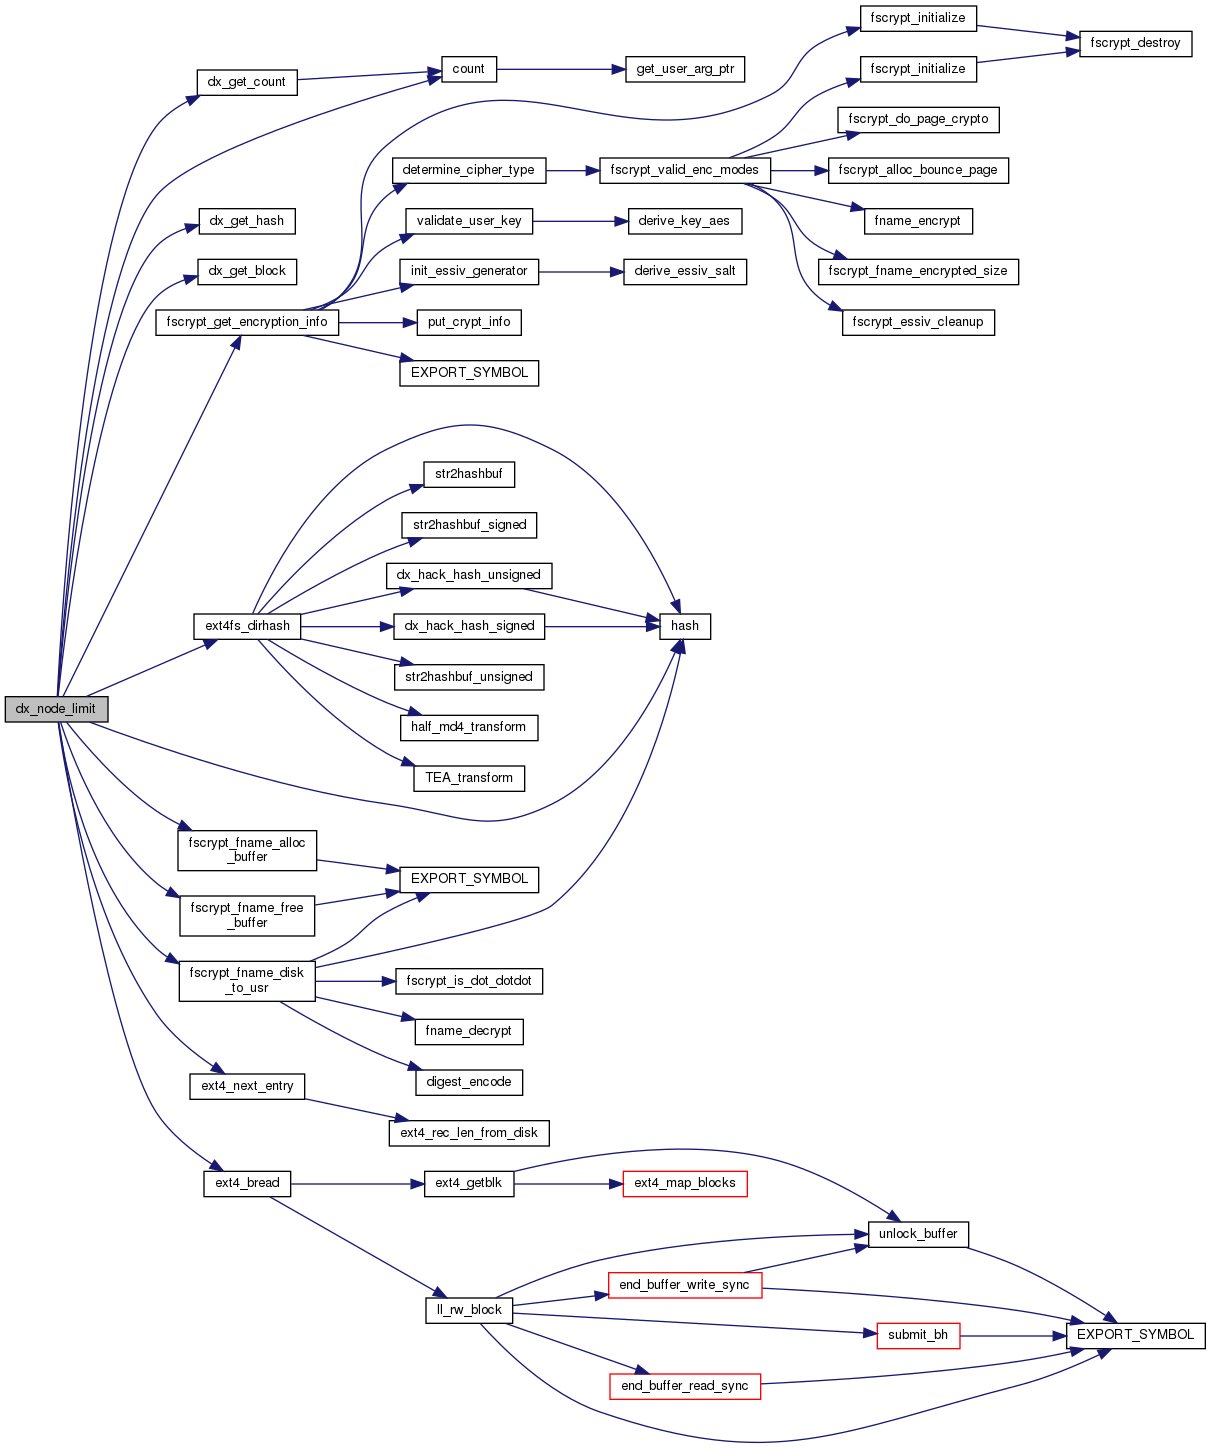 fscrypt_initialize
fscrypt_destroy
count
get_user_arg_ptr
fscrypt_initialize
dx_get_count
fscrypt_do_page_crypto
determine_cipher_type
fscrypt_valid_enc_modes
fscrypt_alloc_bounce_page
dx_get_hash
validate_user_key
derive_key_aes
fname_encrypt
dx_get_block
init_essiv_generator
derive_essiv_salt
fscrypt_fname_encrypted_size
fscrypt_get_encryption_info
put_crypt_info
fscrypt_essiv_cleanup
EXPORT_SYMBOL
str2hashbuf
str2hashbuf_signed
dx_hack_hash_unsigned
ext4fs_dirhash
dx_hack_hash_signed
hash
str2hashbuf_unsigned
dx_node_limit
half_md4_transform
TEA_transform
fscrypt_fname_alloc
_buffer
EXPORT_SYMBOL
fscrypt_fname_free
_buffer
fscrypt_fname_disk
_to_usr
fscrypt_is_dot_dotdot
fname_decrypt
digest_encode
ext4_next_entry
ext4_rec_len_from_disk
ext4_bread
ext4_getblk
ext4_map_blocks
unlock_buffer
end_buffer_write_sync
ll_rw_block
submit_bh
EXPORT_SYMBOL
end_buffer_read_sync